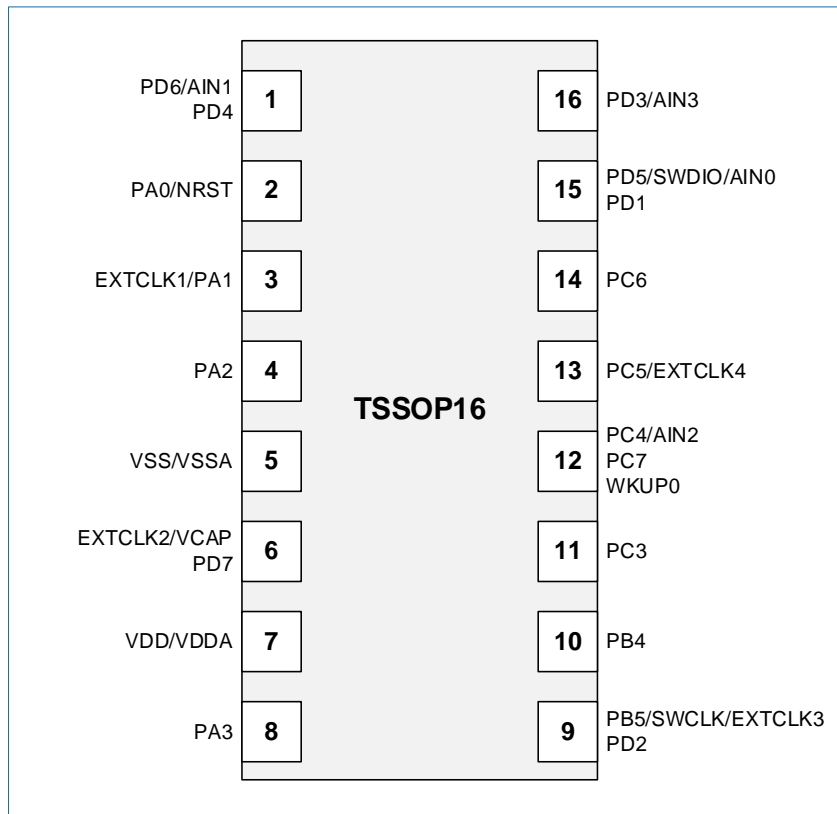 PD6/AIN1
PD4
1
16
PD3/AIN3
PA0/NRST
2
15
PD5/SWDIO/AIN0
PD1
EXTCLK1/PA1
3
14
PC6
PA2
4
13
PC5/EXTCLK4
TSSOP16
VSS/VSSA
5
12
PC4/AIN2
PC7
WKUP0
EXTCLK2/VCAP
PD7
6
11
PC3
VDD/VDDA
7
10
PB4
PA3
8
9
PB5/SWCLK/EXTCLK3
PD2